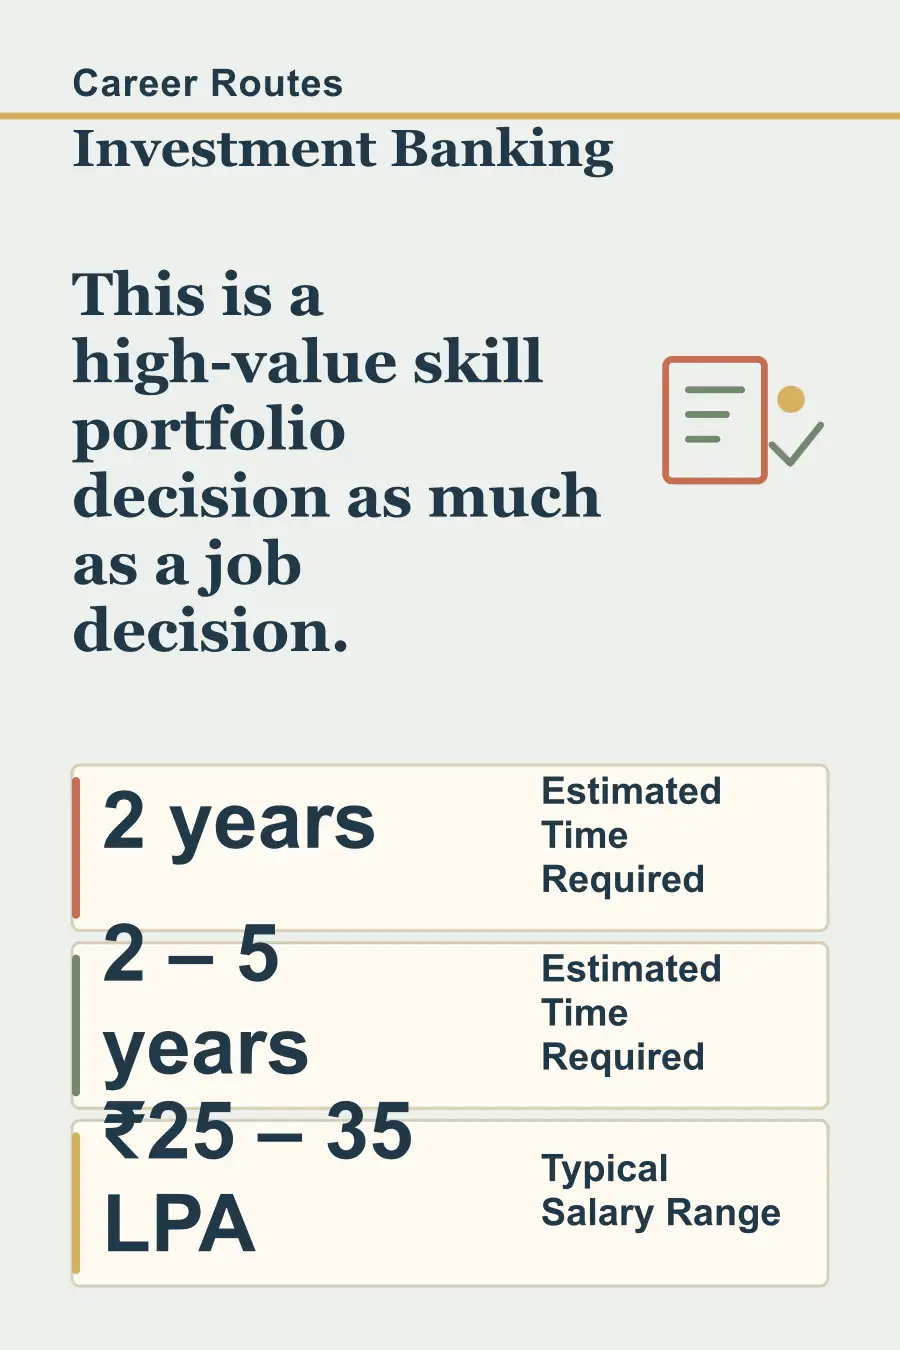 Career Routes
Investment Banking
This is a
high-value skill
portfolio
decision as much
as a job
decision.
2 years
Estimated
Time
Required
2 – 5
years
Estimated
Time
Required
₹25 – 35
LPA
Typical
Salary Range